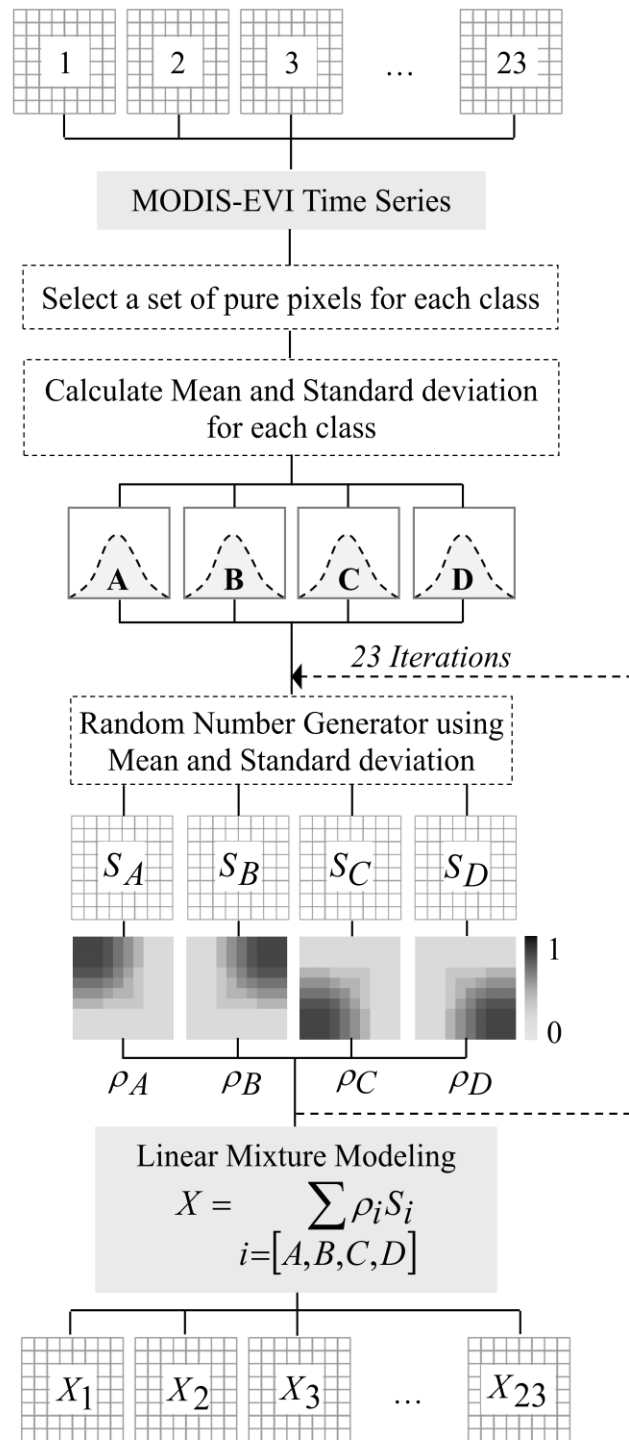 1 2 3 ... 23
MODIS-EVI Time Series
Select a set of pure pixels for each class
Calculate Mean and Standard deviation
for each class
A B C D
23 Iterations
Random Number Generator using
Mean and Standard deviation
S_A S_B S_C S_D
1
0
ρ_A ρ_B ρ_C ρ_D
Linear Mixture Modeling
X = ∑ ρ_i S_i
i=[A,B,C,D]
X_1 X_2 X_3 ... X_23